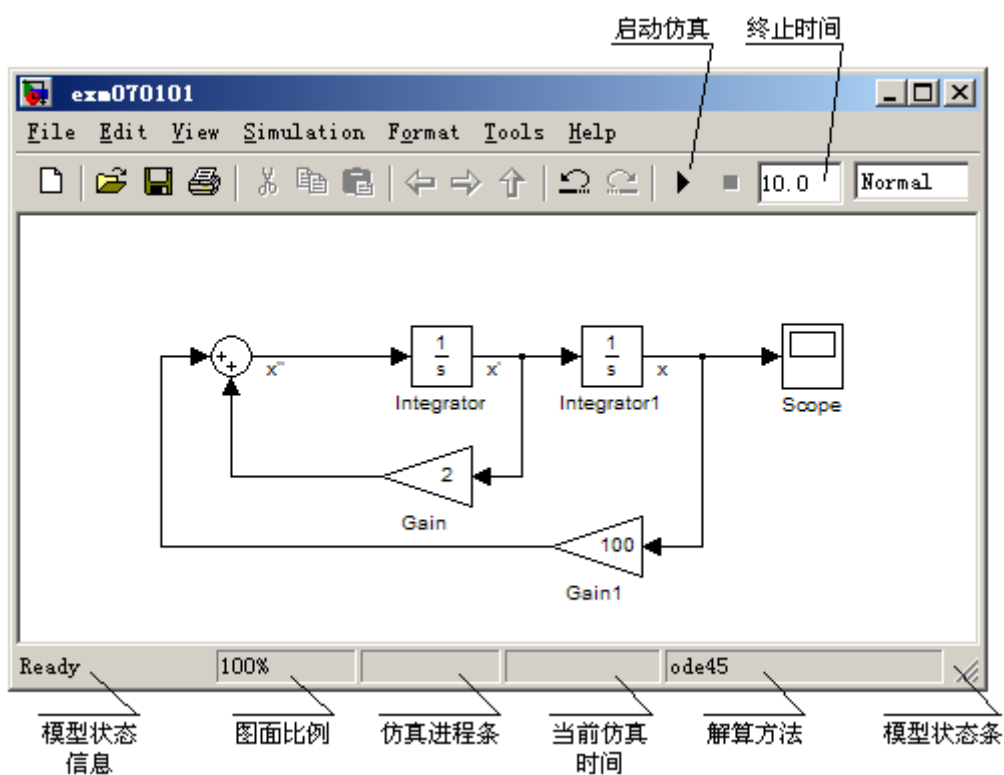 启动仿真 终止时间
exm070101
File Edit View Simulation Format Tools Help
10.0 Normal
+
+
x''
1
s
x'
1
s
x
Integrator Integrator1 Scope
2
Gain
100
Gain1
Ready 100% ode45
模型状态信息
图面比例
仿真进程条
当前仿真时间
解算方法
模型状态条